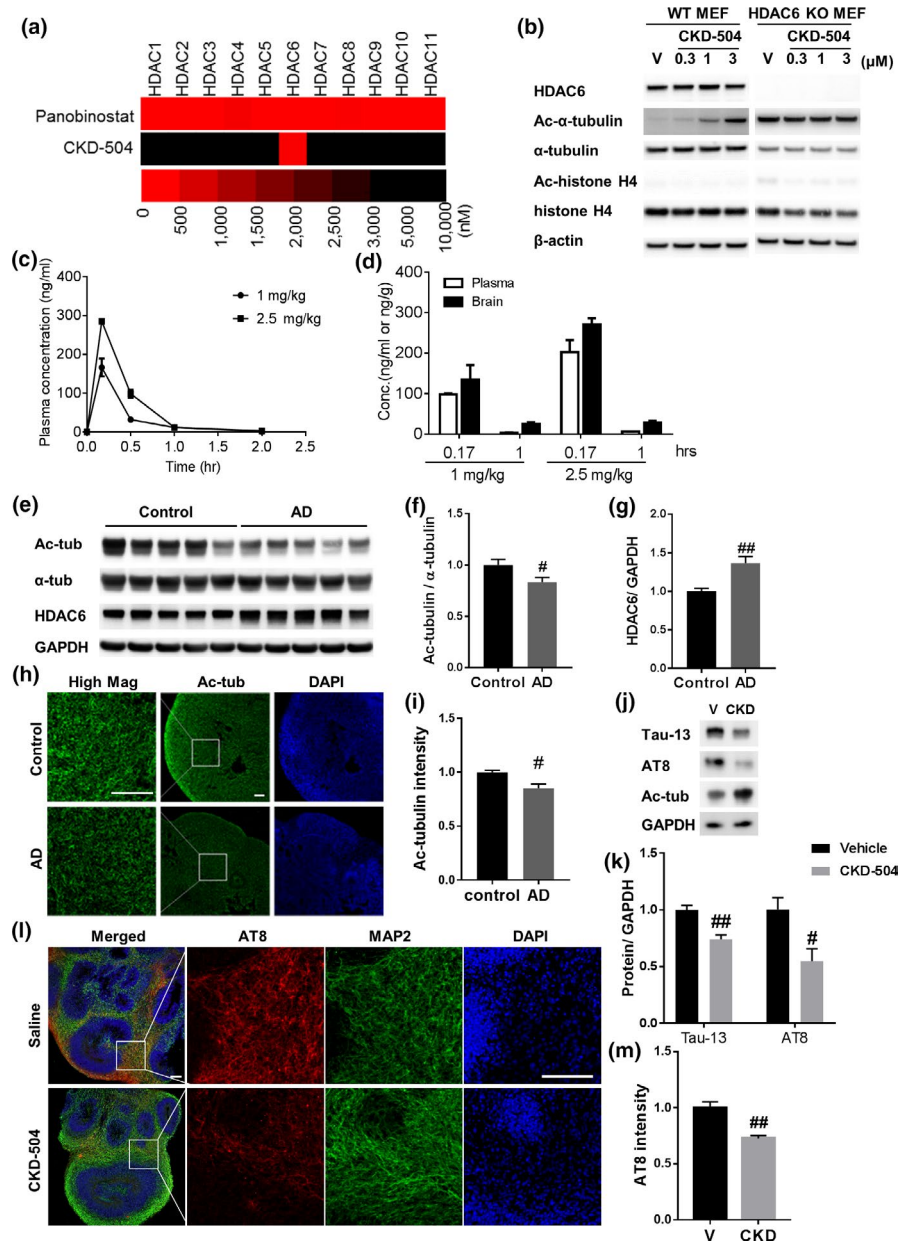 (a)
HDAC1 HDAC2 HDAC3 HDAC4 HDAC5 HDAC6 HDAC7 HDAC8 HDAC9 HDAC10 HDAC11
Panobinostat
CKD-504
0 500 1,000 1,500 2,000 2,500 3,000 5,000 10,000
(nM)
(b)
WT MEF HDAC6 KO MEF
CKD-504 CKD-504
V 0.3 1 3 V 0.3 1 3 (μM)
HDAC6
Ac-α-tubulin
α-tubulin
Ac-histone H4
histone H4
β-actin
(c)
Plasma concentration (ng/ml)
400
300
200
100
0
1 mg/kg
2.5 mg/kg
0.0 0.5 1.0 1.5 2.0 2.5
Time (hr)
(d)
Conc.(ng/ml or ng/g)
400
300
200
100
0
Plasma
Brain
0.17 1 0.17 1 hrs
1 mg/kg 2.5 mg/kg
(e)
Control AD
Ac-tub
α-tub
HDAC6
GAPDH
(f)
Ac-tubulin / α-tubulin
1.5
1.0
0.5
0.0
#
Control AD
(g)
HDAC6/ GAPDH
2.0
1.5
1.0
0.5
0.0
##
Control AD
(h)
High Mag Ac-tub DAPI
Control
AD
(i)
Ac-tubulin intensity
1.5
1.0
0.5
0.0
#
control AD
(j)
V CKD
Tau-13
AT8
Ac-tub
GAPDH
Vehicle
CKD-504
(k)
Protein/ GAPDH
1.5
1.0
0.5
0.0
##
#
Tau-13 AT8
(l)
Merged AT8 MAP2 DAPI
Saline
CKD-504
(m)
AT8 intensity
1.5
1.0
0.5
0.0
##
V CKD